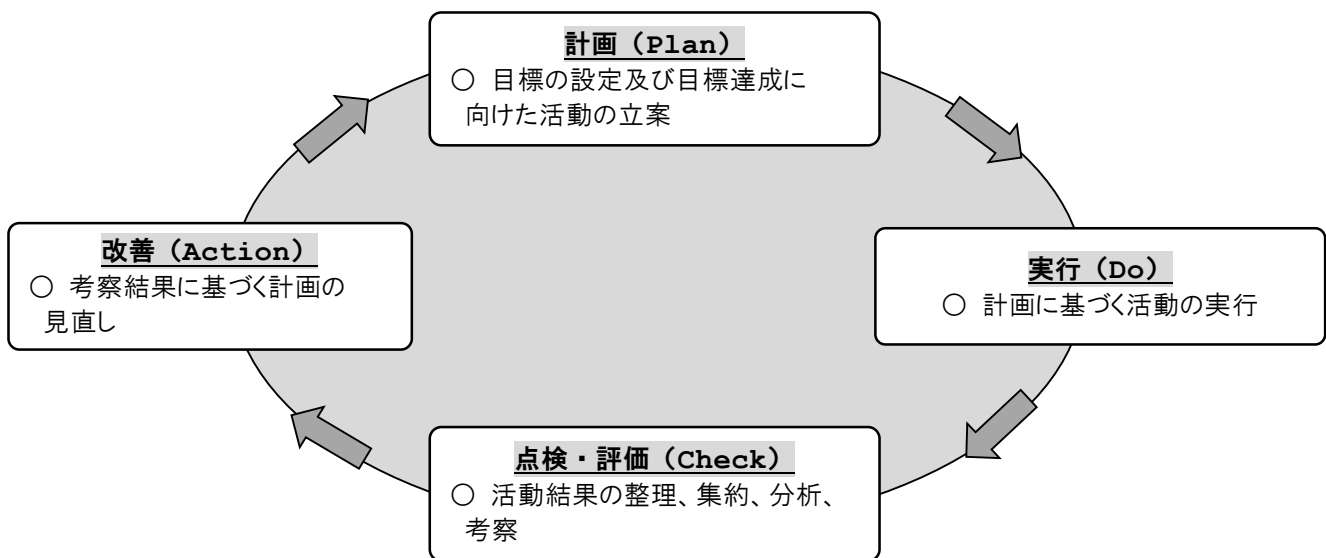 計画（Plan）
○ 目標の設定及び目標達成に
向けた活動の立案
改善（Action）
○ 考察結果に基づく計画の
見直し
実行（Do）
○ 計画に基づく活動の実行
点検・評価（Check）
○ 活動結果の整理、集約、分析、
考察